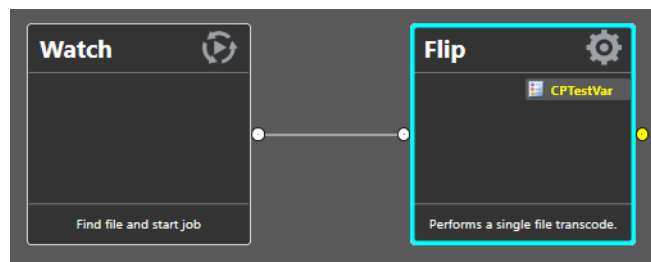 Watch
Flip
CPTestVar
Find file and start job
Performs a single file transcode.